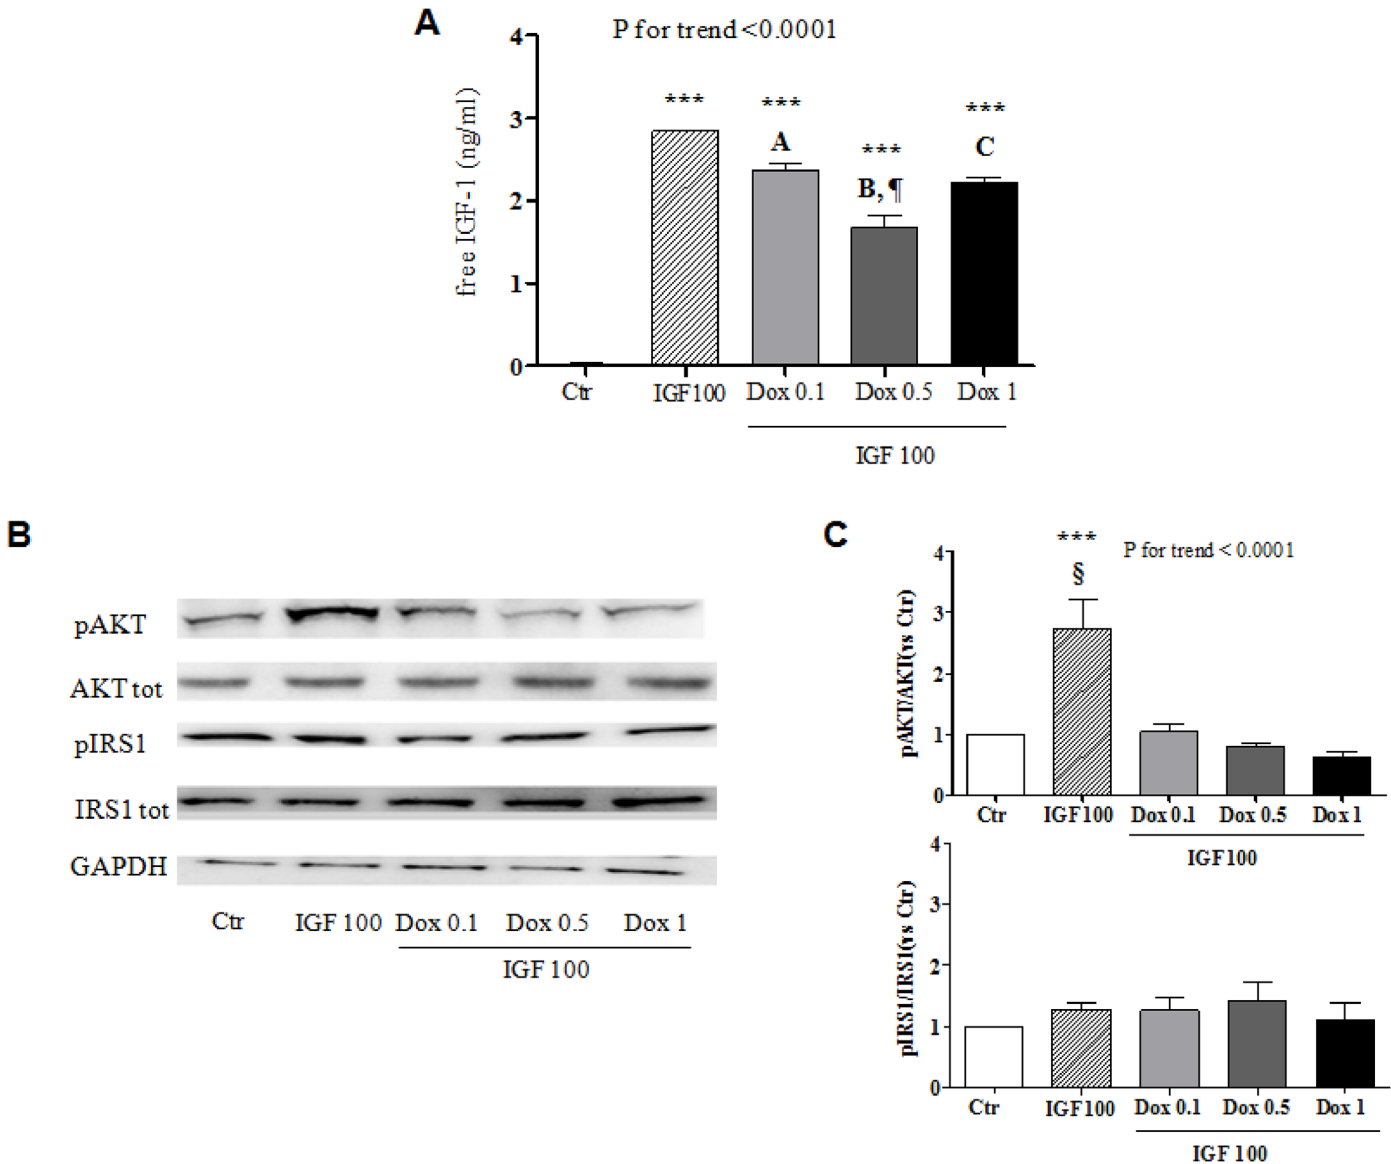 A
P for trend <0.0001
free IGF-1 (ng/ml)
4
3
2
1
0
*** *** *** ***
A B, ¶ C
Ctr IGF100 Dox 0.1 Dox 0.5 Dox 1
IGF 100
B
pAKT
AKT tot
pIRS1
IRS1 tot
GAPDH
Ctr IGF 100 Dox 0.1 Dox 0.5 Dox 1
IGF 100
C
P for trend < 0.0001
***
§
pAKT/AKT(vs Ctr)
4
3
2
1
0
Ctr IGF100 Dox 0.1 Dox 0.5 Dox 1
IGF100
pIRS1/IRS1(vs Ctr)
4
3
2
1
0
Ctr IGF100 Dox 0.1 Dox 0.5 Dox 1
IGF 100